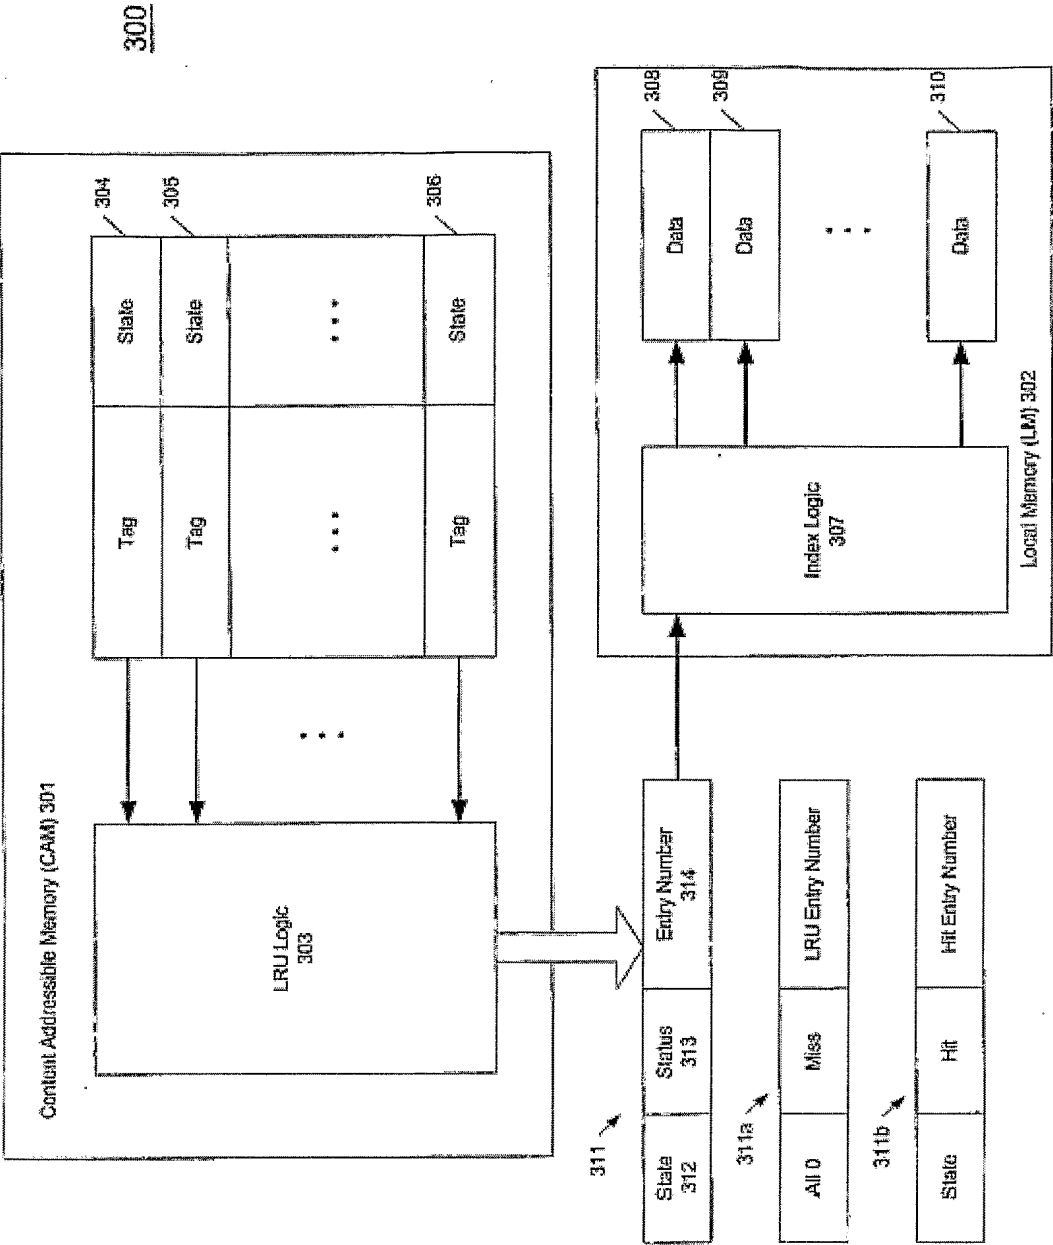 300
Content Addressible Memory (CAM) 301
LRU Logic
303
Tag
State
304
Tag
State
305
Tag
State
306
311
State
312
Status
313
Entry Number
314
311a
All 0
Miss
LRU Entry Number
311b
State
Hit
Hit Entry Number
Index Logic
307
Data
308
Data
309
Data
310
Local Memory (LM) 302